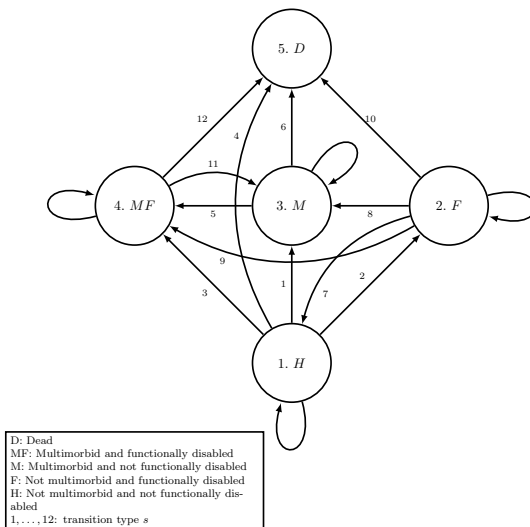 5. D
12
4
10
6
11
4. MF
3. M
2. F
5
8
9
2
1
3
7
1. H
D: Dead
MF: Multimorbid and functionally disabled
M: Multimorbid and not functionally disabled
F: Not multimorbid and functionally disabled
H: Not multimorbid and not functionally dis-
abled
1, . . . , 12: transition type s